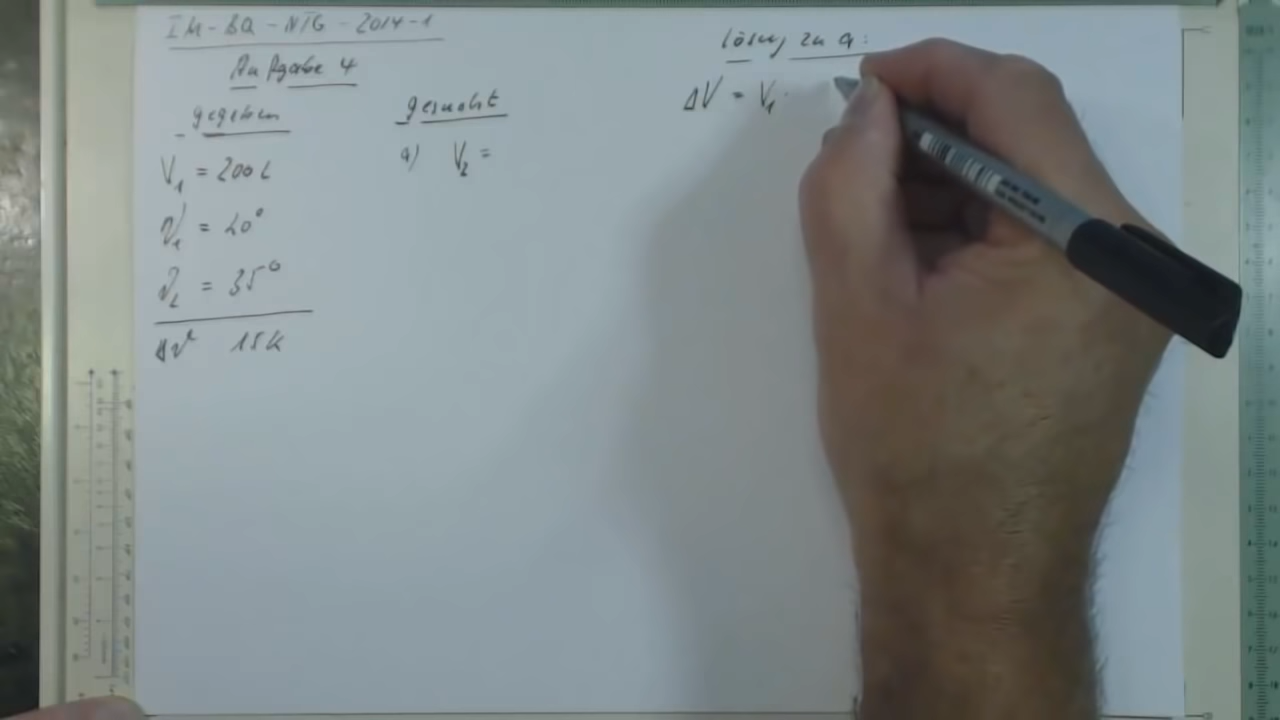 IM-BQ-NTG-2014-1
Aufgabe 4
gegeben
V₁ = 200 L
ϑ₁ = 20°
ϑ₂ = 35°
Δϑ 15K
gesucht
a) V₂ =
Lösung zu a:
ΔV = V₁ ·